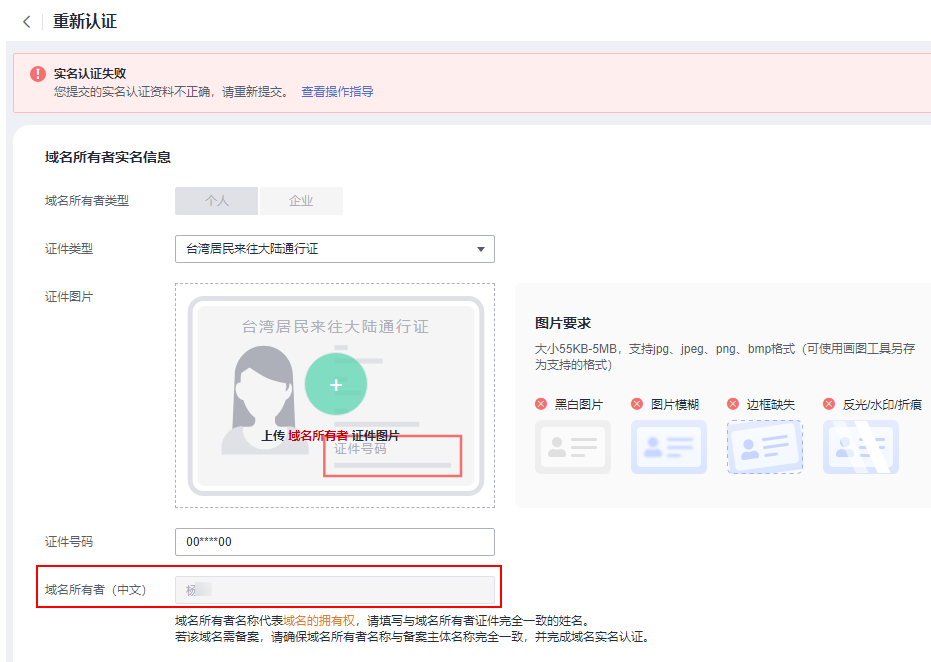 重新认证
实名认证失败
您提交的实名认证资料不正确，请重新提交。 查看操作指导
域名所有者实名信息
域名所有者类型 个人 企业
证件类型 台湾居民来往大陆通行证
证件图片
台湾居民来往大陆通行证
上传 域名所有者 证件图片
证件号码
图片要求
大小55KB-5MB，支持jpg、jpeg、png、bmp格式（可使用画图工具另存
为支持的格式）
黑白图片 图片模糊 边框缺失 反光/水印/折痕
证件号码 00****00
域名所有者（中文） 杨
域名所有者名称代表域名的拥有权，请填写与域名所有者证件完全一致的姓名。
若该域名需备案，请确保域名所有者名称与备案主体名称完全一致，并完成域名实名认证。